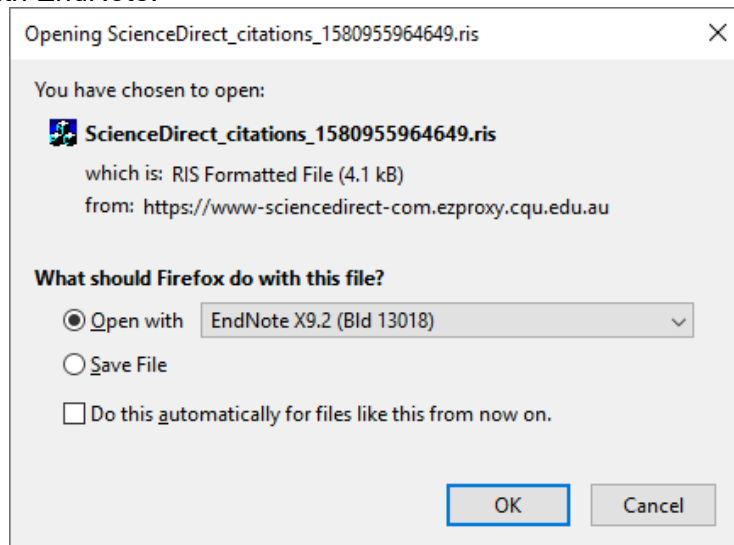 EndNote.
Opening ScienceDirect_citations_1580955964649.ris
You have chosen to open:
ScienceDirect_citations_1580955964649.ris
which is: RIS Formatted File (4.1 kB)
from: https://www-sciencedirect-com.ezproxy.cqu.edu.au
What should Firefox do with this file?
Open with EndNote X9.2 (Bld 13018)
Save File
Do this automatically for files like this from now on.
OK Cancel